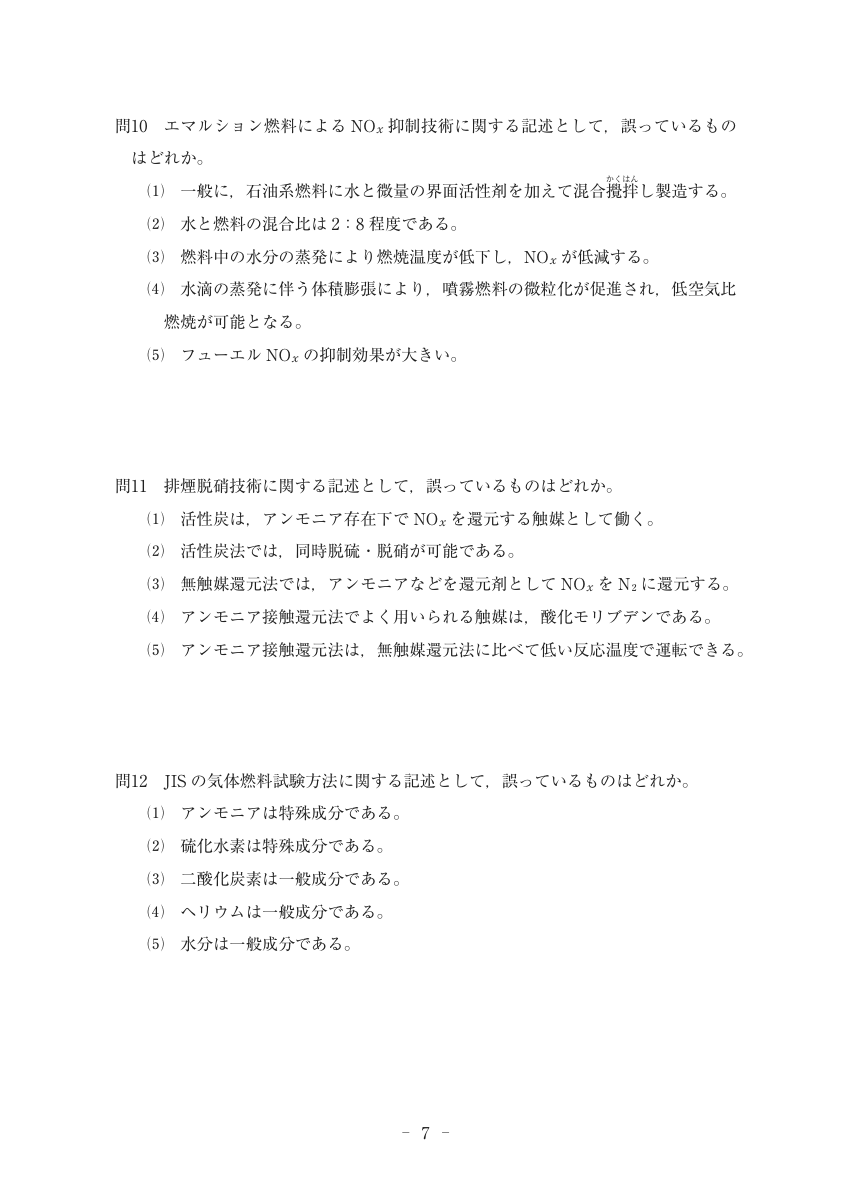 問10　エマルション燃料による NOx 抑制技術に関する記述として，誤っているもの
はどれか。
かくはん
⑴　一般に，石油系燃料に水と微量の界面活性剤を加えて混合攪拌し製造する。
⑵　水と燃料の混合比は 2：8 程度である。
⑶　燃料中の水分の蒸発により燃焼温度が低下し，NOx が低減する。
⑷　水滴の蒸発に伴う体積膨張により，噴霧燃料の微粒化が促進され，低空気比
燃焼が可能となる。
⑸　フューエル NOx の抑制効果が大きい。
問11　排煙脱硝技術に関する記述として，誤っているものはどれか。
⑴　活性炭は，アンモニア存在下で NOx を還元する触媒として働く。
⑵　活性炭法では，同時脱硫・脱硝が可能である。
⑶　無触媒還元法では，アンモニアなどを還元剤として NOx を N2 に還元する。
⑷　アンモニア接触還元法でよく用いられる触媒は，酸化モリブデンである。
⑸　アンモニア接触還元法は，無触媒還元法に比べて低い反応温度で運転できる。
問12　JIS の気体燃料試験方法に関する記述として，誤っているものはどれか。
⑴　アンモニアは特殊成分である。
⑵　硫化水素は特殊成分である。
⑶　二酸化炭素は一般成分である。
⑷　ヘリウムは一般成分である。
⑸　水分は一般成分である。
－ 7 －